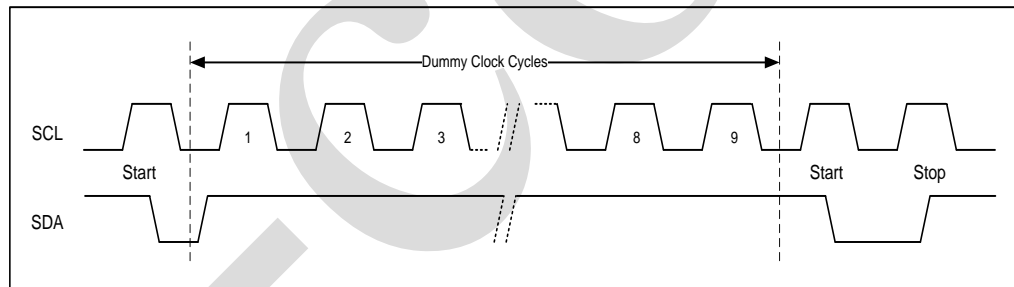 Dummy Clock Cycles
SCL
1 2 3 8 9
Start Start Stop
SDA